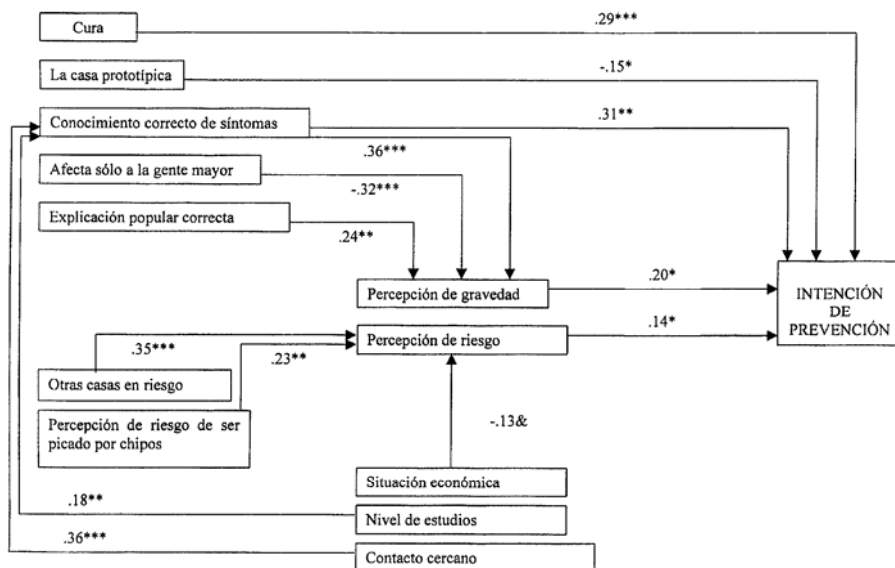 Cura
.29***
La casa prototípica
-.15*
Conocimiento correcto de síntomas
.31**
.36***
Afecta sólo a la gente mayor
-.32***
Explicación popular correcta
.24**
Percepción de gravedad
.20*
INTENCIÓN
DE
PREVENCIÓN
Percepción de riesgo
.14*
.35***
.23**
Otras casas en riesgo
Percepción de riesgo de ser
picado por chipos
-.13&
Situación económica
.18**
Nivel de estudios
.36***
Contacto cercano